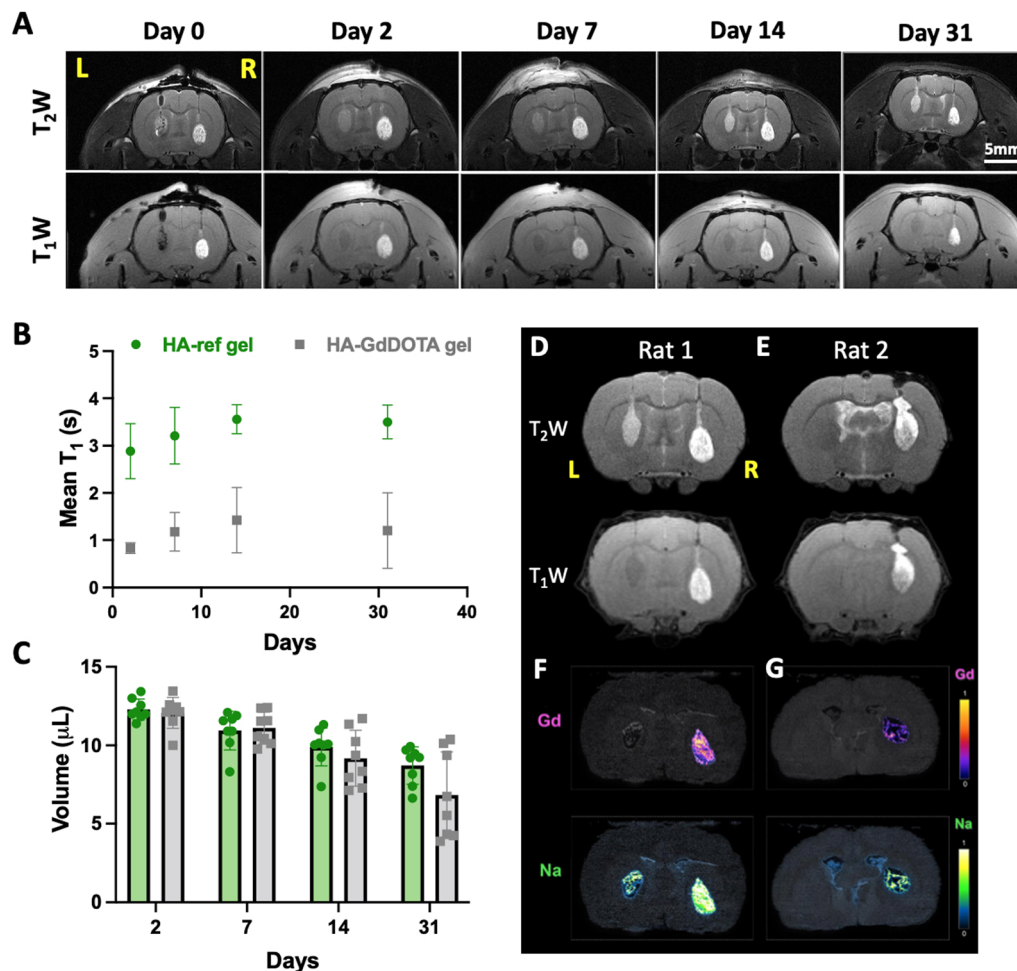 A
Day 0
Day 2
Day 7
Day 14
Day 31
L
R
T2W
5mm
T1W
B
HA-ref gel
HA-GdDOTA gel
Mean T1 (s)
5
4
3
2
1
0
0
10
20
30
40
Days
C
Volume (μL)
15
10
5
0
2
7
14
31
Days
D
Rat 1
E
Rat 2
T2W
L
R
T1W
F
G
Gd
Gd
1
0
Na
Na
1
0